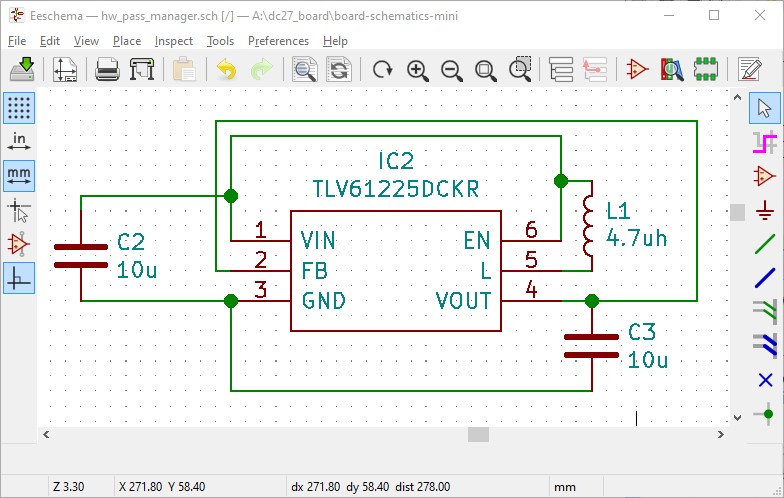 Eeschema — hw_pass_manager.sch [/] — A:\dc27_board\board-schematics-mini
File Edit View Place Inspect Tools Preferences Help
in
mm
IC2
TLV61225DCKR
1 VIN EN 6
2 FB L 5
3 GND VOUT 4
C2
10u
L1
4.7uh
C3
10u
Z 3.30 X 271.80 Y 58.40 dx 271.80 dy 58.40 dist 278.00 mm